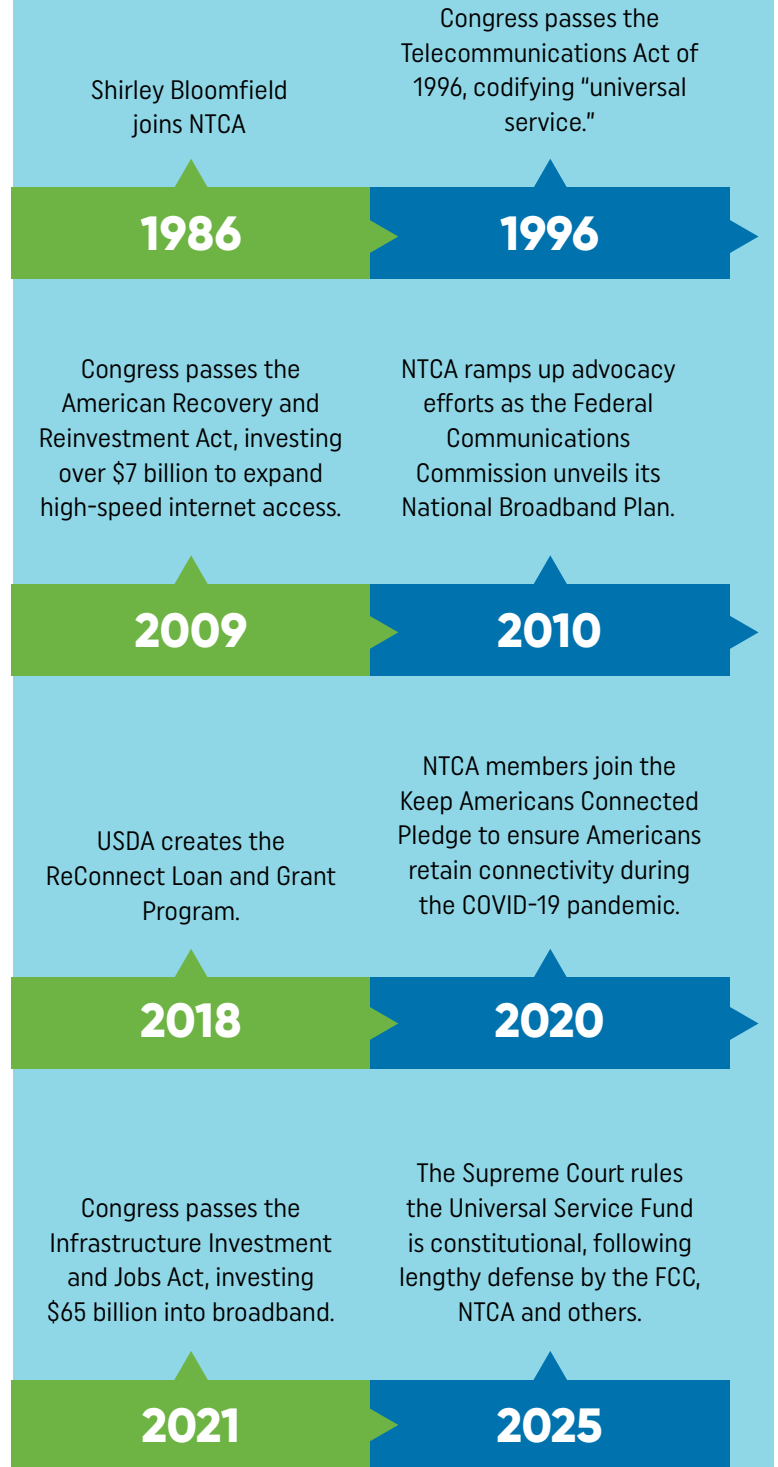 Shirley Bloomfield
joins NTCA
1986
Congress passes the
Telecommunications Act of
1996, codifying “universal
service.”
1996
Congress passes the
American Recovery and
Reinvestment Act, investing
over $7 billion to expand
high-speed internet access.
2009
NTCA ramps up advocacy
efforts as the Federal
Communications
Commission unveils its
National Broadband Plan.
2010
USDA creates the
ReConnect Loan and Grant
Program.
2018
NTCA members join the
Keep Americans Connected
Pledge to ensure Americans
retain connectivity during
the COVID-19 pandemic.
2020
Congress passes the
Infrastructure Investment
and Jobs Act, investing
$65 billion into broadband.
2021
The Supreme Court rules
the Universal Service Fund
is constitutional, following
lengthy defense by the FCC,
NTCA and others.
2025